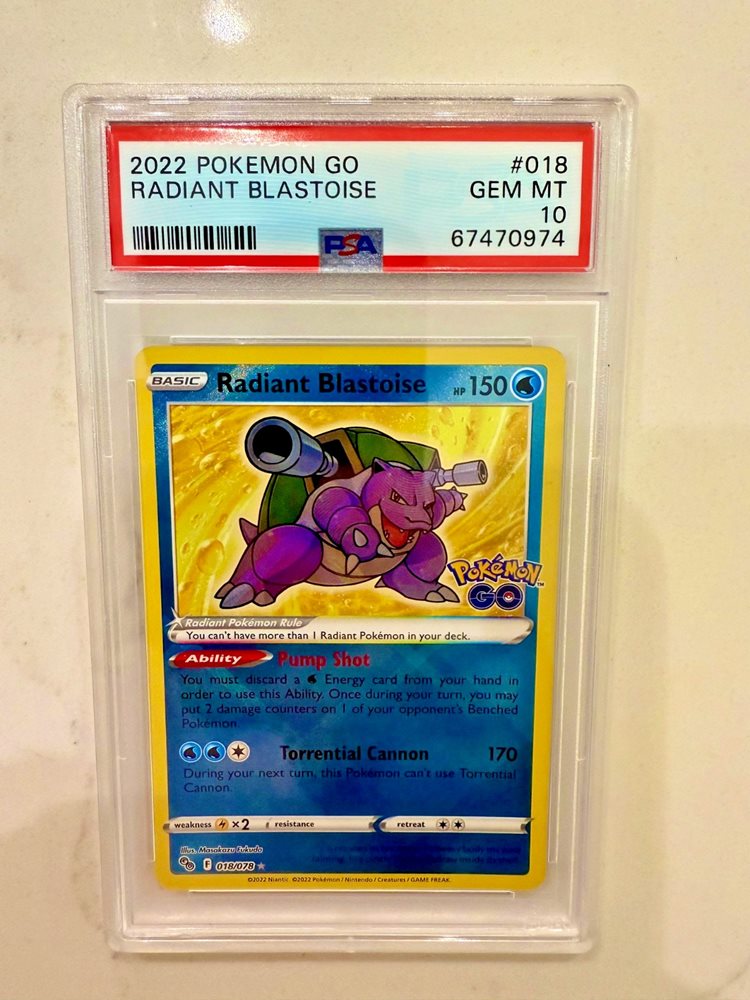 2022 POKEMON GO #018
RADIANT BLASTOISE GEM MT
10
PSA 67470974
BASIC Radiant Blastoise HP 150
Pokémon™
GO
Radiant Pokémon Rule
You can't have more than 1 Radiant Pokémon in your deck.
Ability Pump Shot
You must discard a Energy card from your hand in
order to use this Ability. Once during your turn, you may
put 2 damage counters on 1 of your opponent's Benched
Pokémon.
Torrential Cannon 170
During your next turn, this Pokémon can't use Torrential
Cannon.
weakness ×2 resistance retreat
Illus. Masakazu Fukuda
F 018/078
©2022 Niantic. ©2022 Pokémon / Nintendo / Creatures / GAME FREAK.